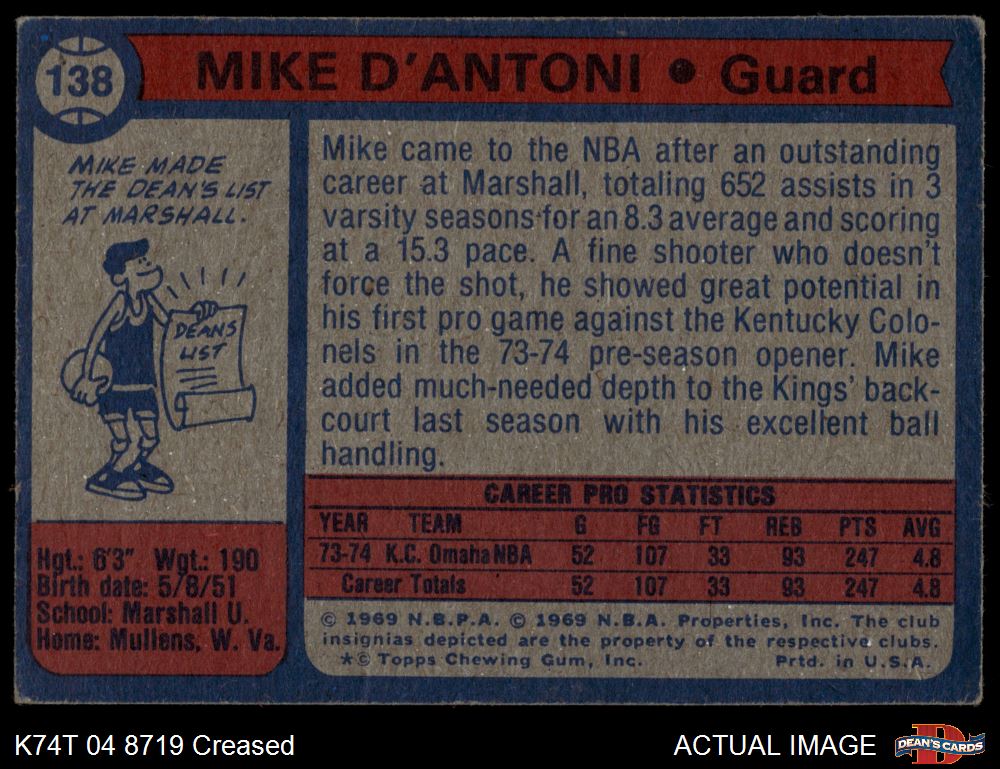 138
MIKE D'ANTONI • Guard
MIKE MADE
THE DEAN'S LIST
AT MARSHALL.
DEANS
LIST
Hgt.: 6'3" Wgt.: 190
Birth date: 5/8/51
School: Marshall U.
Home: Mullens, W. Va.
Mike came to the NBA after an outstanding
career at Marshall, totaling 652 assists in 3
varsity seasons for an 8.3 average and scoring
at a 15.3 pace. A fine shooter who doesn't
force the shot, he showed great potential in
his first pro game against the Kentucky Colo-
nels in the 73-74 pre-season opener. Mike
added much-needed depth to the Kings' back-
court last season with his excellent ball
handling.
CAREER PRO STATISTICS
YEAR TEAM G FG FT REB PTS AVG
73-74 K.C. Omaha NBA 52 107 33 93 247 4.8
Career Totals 52 107 33 93 247 4.8
© 1969 N.B.P.A. © 1969 N.B.A. Properties, Inc. The club
insignias depicted are the property of the respective clubs.
*© Topps Chewing Gum, Inc. Prtd. in U.S.A.
K74T 04 8719 Creased
ACTUAL IMAGE
DEAN'S CARDS